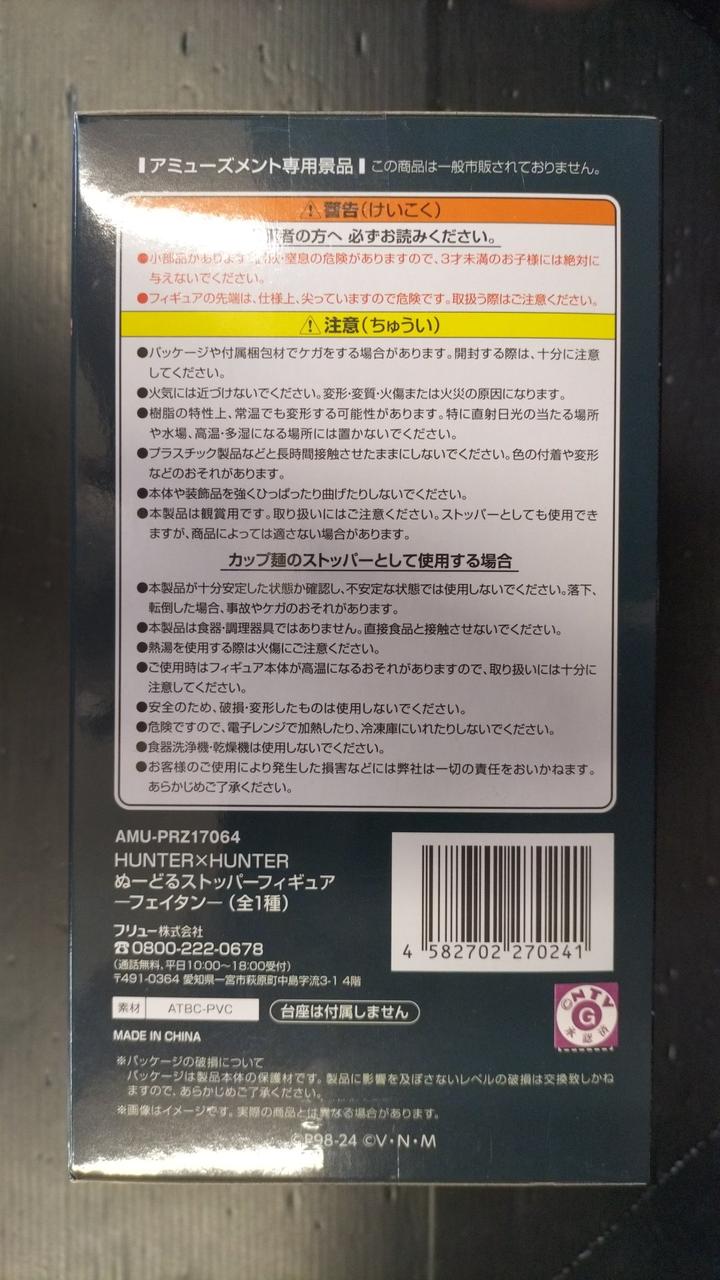 アミューズメント専用景品 この商品は一般市販されておりません。
⚠警告(けいこく)
者の方へ 必ずお読みください。
●小部品があります。 窒息の危険がありますので、3才未満のお子様には絶対に
与えないでください。
●フィギュアの先端は、仕様上、尖っていますので危険です。取扱う際はご注意ください。
⚠注意(ちゅうい)
●パッケージや付属梱包材でケガをする場合があります。開封する際は、十分に注意
してください。
●火気には近づけないでください。変形・変質・火傷または火災の原因になります。
●樹脂の特性上、常温でも変形する可能性があります。特に直射日光の当たる場所
や水場、高温・多湿になる場所には置かないでください。
●プラスチック製品などと長時間接触させたままにしないでください。色の付着や変形
などのおそれがあります。
●本体や装飾品を強くひっぱったり曲げたりしないでください。
●本製品は観賞用です。取り扱いにはご注意ください。ストッパーとしても使用でき
ますが、商品によっては適さない場合があります。
カップ麺のストッパーとして使用する場合
●本製品が十分安定した状態か確認し、不安定な状態では使用しないでください。落下、
転倒した場合、事故やケガのおそれがあります。
●本製品は食器・調理器具ではありません。直接食品と接触させないでください。
●熱湯を使用する際は火傷にご注意ください。
●ご使用時はフィギュア本体が高温になるおそれがありますので、取り扱いには十分に
注意してください。
●安全のため、破損・変形したものは使用しないでください。
●危険ですので、電子レンジで加熱したり、冷凍庫にいれたりしないでください。
●食器洗浄機・乾燥機は使用しないでください。
●お客様のご使用により発生した損害などには弊社は一切の責任をおいかねます。
あらかじめご了承ください。
AMU-PRZ17064
HUNTER×HUNTER
ぬーどるストッパーフィギュア
―フェイタン―(全1種)
フリュー株式会社
☎0800-222-0678
(通話無料、平日10:00〜18:00受付)
〒491-0364 愛知県一宮市萩原町中島字流3-1 4階
4 582702 270241
素材 ATBC-PVC 台座は付属しません
©NTV
G
承認済
MADE IN CHINA
※パッケージの破損について
パッケージは製品本体の保護材です。製品に影響を及ぼさないレベルの破損は交換致しかね
ますので、あらかじめご了承ください。
※画像はイメージです。実際の商品とは異なる場合があります。
©P98-24 ©V・N・M